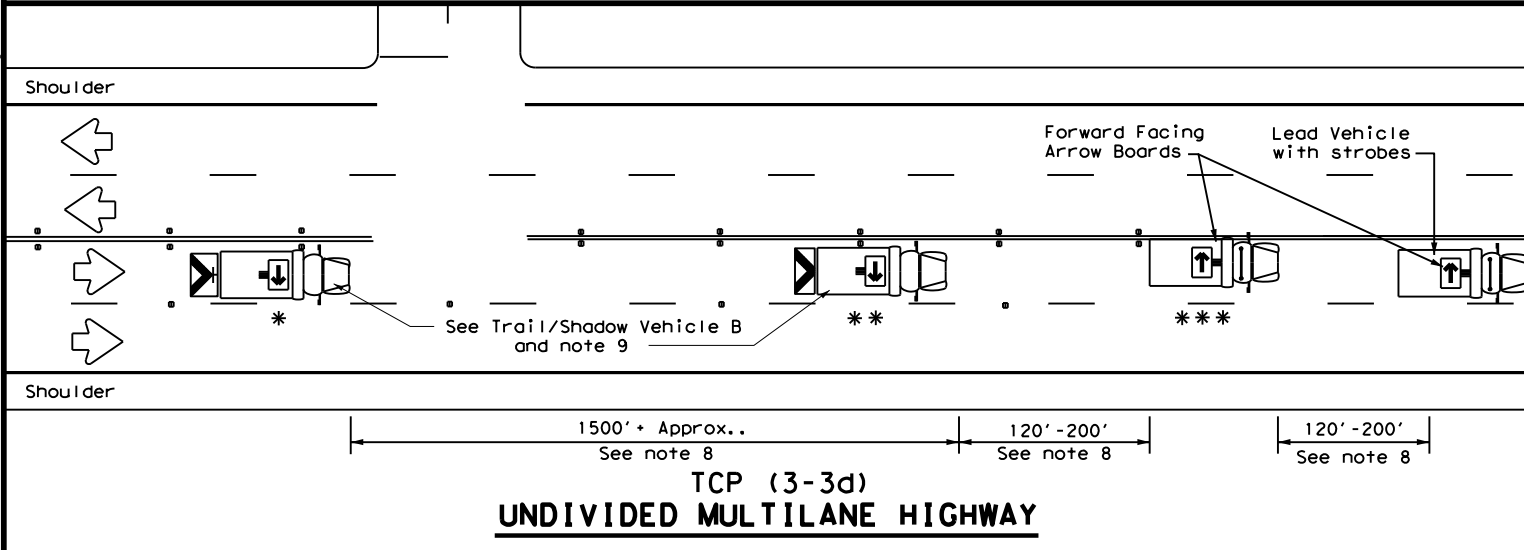 Shoulder
Forward Facing
Arrow Boards
Lead Vehicle
with strobes
*
**
***
See Trail/Shadow Vehicle B
and note 9
Shoulder
1500'+ Approx..
See note 8
120'-200'
See note 8
120'-200'
See note 8
TCP (3-3d)
UNDIVIDED MULTILANE HIGHWAY